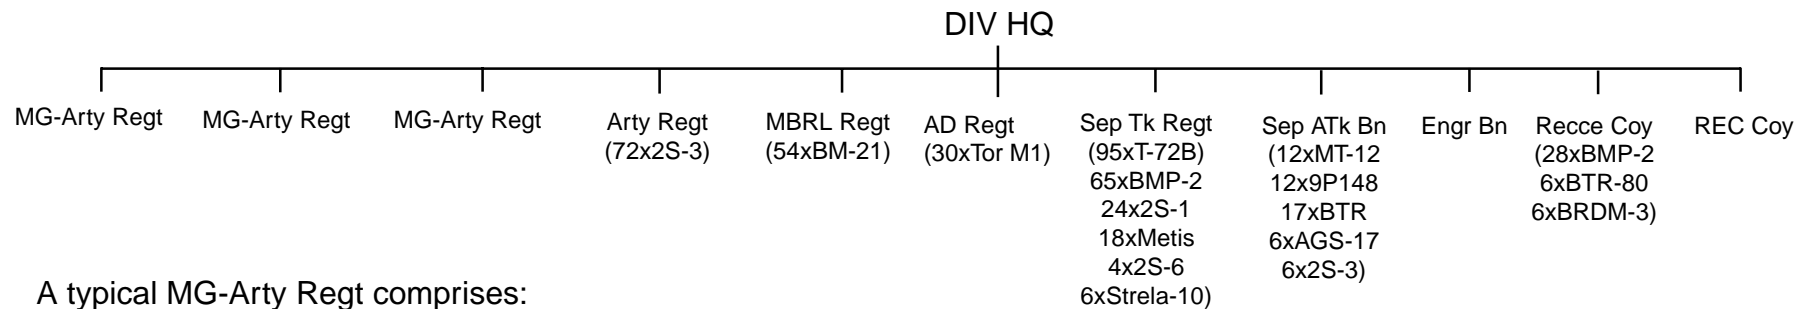 DIV HQ
MG-Arty Regt
MG-Arty Regt
MG-Arty Regt
Arty Regt
(72x2S-3)
MBRL Regt
(54xBM-21)
AD Regt
(30xTor M1)
Sep Tk Regt
(95xT-72B)
65xBMP-2
24x2S-1
18xMetis
4x2S-6
6xStrela-10)
Sep ATk Bn
(12xMT-12
12x9P148
17xBTR
6xAGS-17
6x2S-3)
Engr Bn
Recce Coy
(28xBMP-2
6xBTR-80
6xBRDM-3)
REC Coy
A typical MG-Arty Regt comprises: